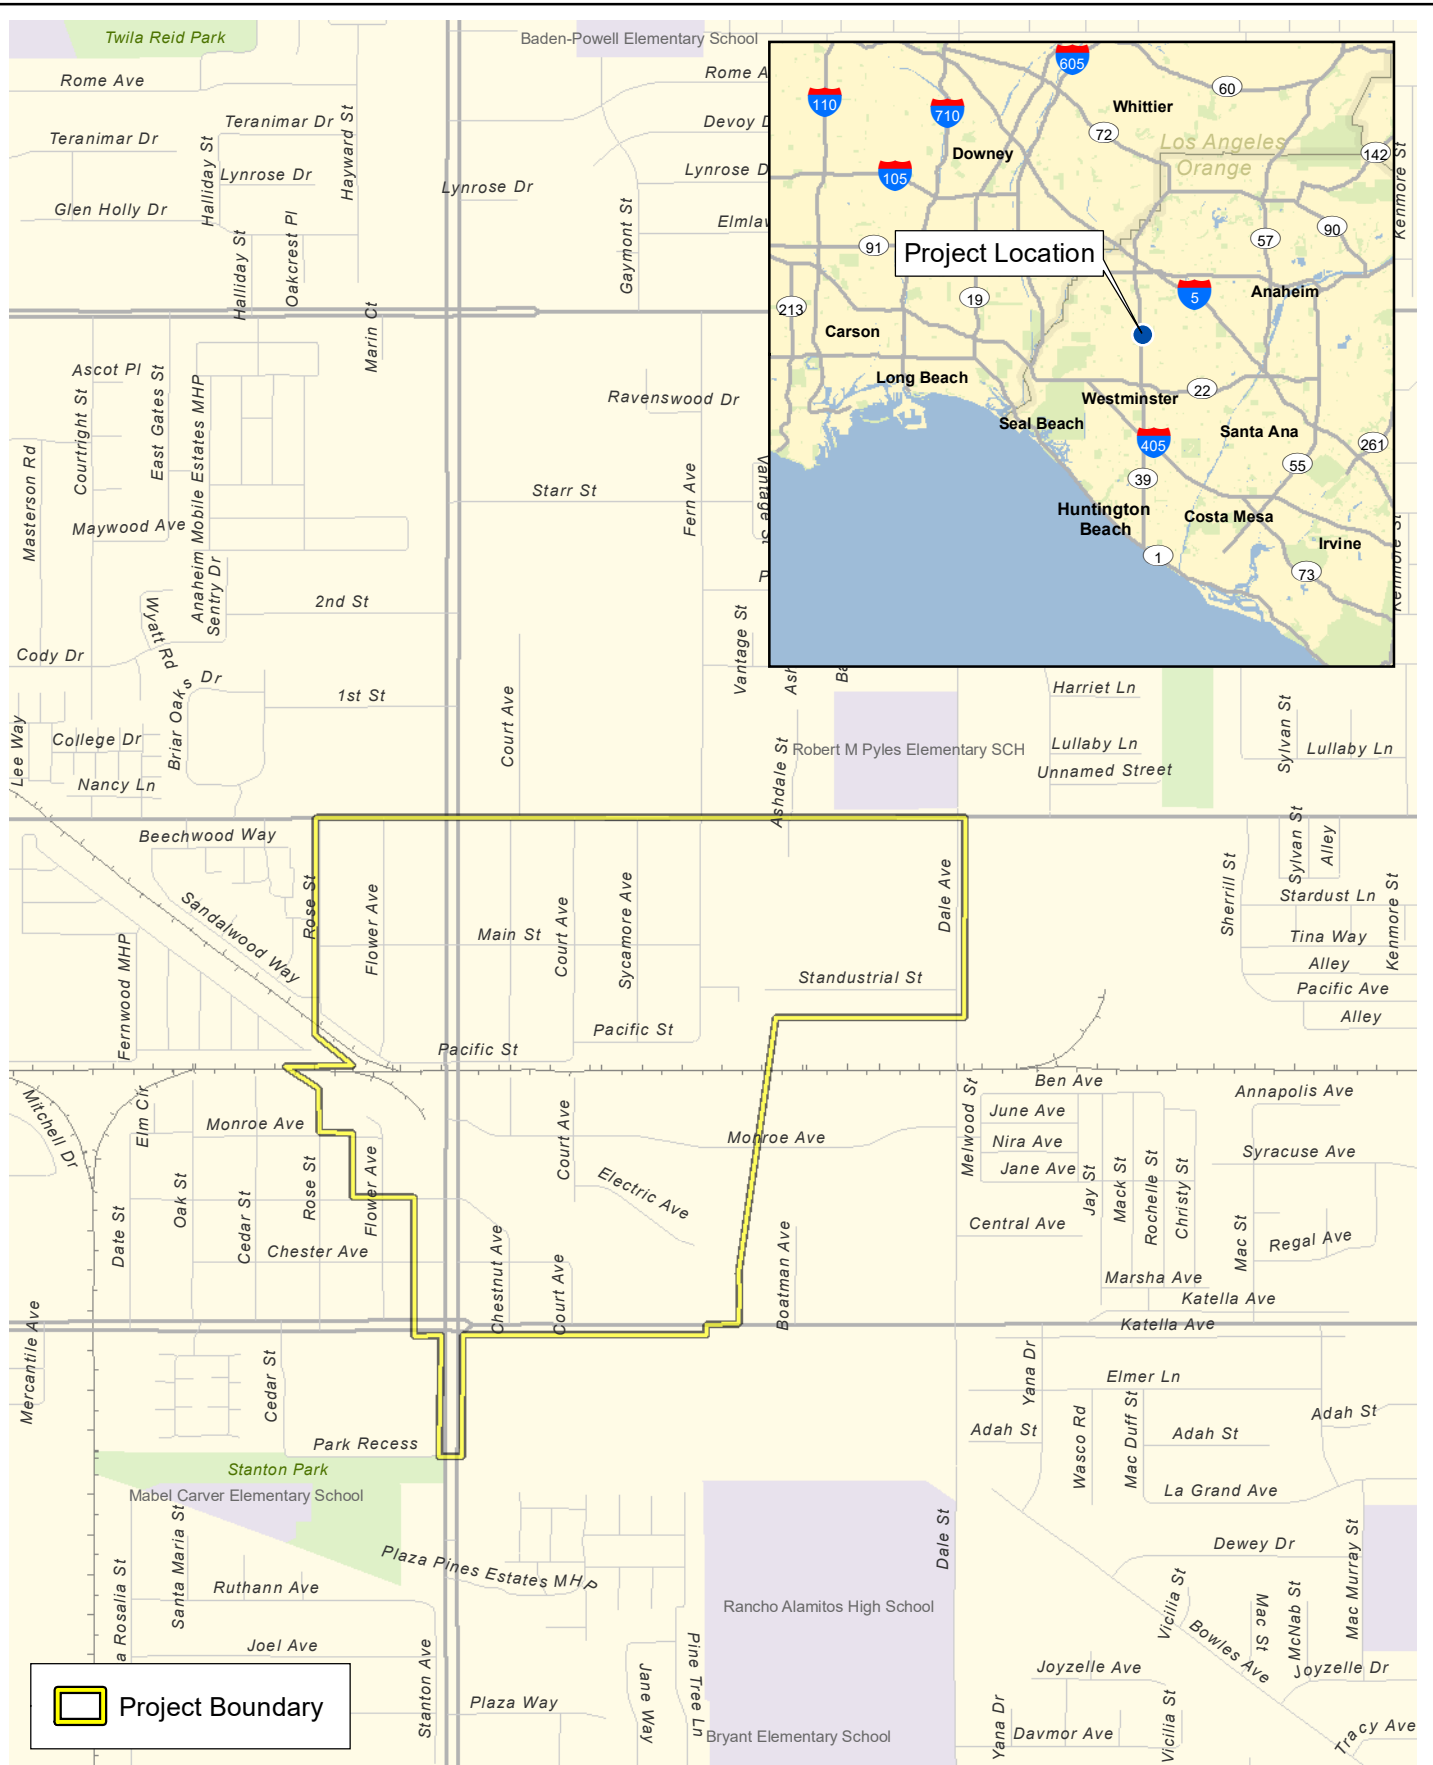 Twila Reid Park
Baden-Powell Elementary School
Rome Ave
Rome A
Teranimar Dr
Teranimar Dr
Devoy D
Halliday St
Hayward St
Lynrose Dr
Lynrose Dr
Lynrose D
Glen Holly Dr
Oakcrest Pl
Halliday St
Gaymont St
Elmlav
Marin Ct
605
110
710
60
Whittier
72
Downey
Los Angeles
Orange
142
105
Kenmore St
91
57
90
Project Location
5
Anaheim
19
213
Carson
Long Beach
22
Westminster
Seal Beach
Santa Ana
405
261
55
39
Huntington
Beach
Costa Mesa
Irvine
1
73
Kenmore St
Ascot Pl
Courtright St
East Gates St
Anaheim Mobile Estates MHP
Masterson Rd
Ravenswood Dr
Starr St
Fern Ave
Vantage St
Maywood Ave
Sentry Dr
2nd St
Wyatt Rd
P
Cody Dr
Vantage St
Ash
Ba
Briar Oaks Dr
1st St
Court Ave
Harriet Ln
Lee Way
College Dr
Nancy Ln
Ashdale St
Robert M Pyles Elementary SCH
Lullaby Ln
Unnamed Street
Sylvan St
Lullaby Ln
Beechwood Way
Rose St
Flower Ave
Sandalwood Way
Main St
Court Ave
Sycamore Ave
Dale Ave
Standustrial St
Sherrill St
Sylvan St
Alley
Stardust Ln
Kenmore St
Tina Way
Alley
Pacific Ave
Alley
Fernwood MHP
Pacific St
Pacific St
Mitchell Dr
Elm Cir
Monroe Ave
Court Ave
Monroe Ave
Melwood St
Ben Ave
June Ave
Nira Ave
Jane Ave
Annapolis Ave
Syracuse Ave
Oak St
Rose St
Flower Ave
Electric Ave
Jay St
Mack St
Rochelle St
Christy St
Date St
Cedar St
Chester Ave
Chestnut Ave
Court Ave
Boatman Ave
Central Ave
Mac St
Regal Ave
Marsha Ave
Katella Ave
Katella Ave
Mercantile Ave
Cedar St
Park Recess
Yana Dr
Elmer Ln
Adah St
Wasco Rd
Mac Duff St
Adah St
Adah St
Stanton Park
Mabel Carver Elementary School
La Grand Ave
Santa Maria St
Plaza Pines Estates MHP
Dale St
Dewey Dr
Mac Murray St
a Rosalia St
Ruthann Ave
Rancho Alamitos High School
Vicilia St
Mac St
McNab St
Bowles Ave
Joel Ave
Stanton Ave
Jane Way
Pine Tree Ln
Joyzelle Ave
Joyzelle Dr
Project Boundary
Plaza Way
Bryant Elementary School
Yana Dr
Davmor Ave
Vicilia St
Tracy Ave